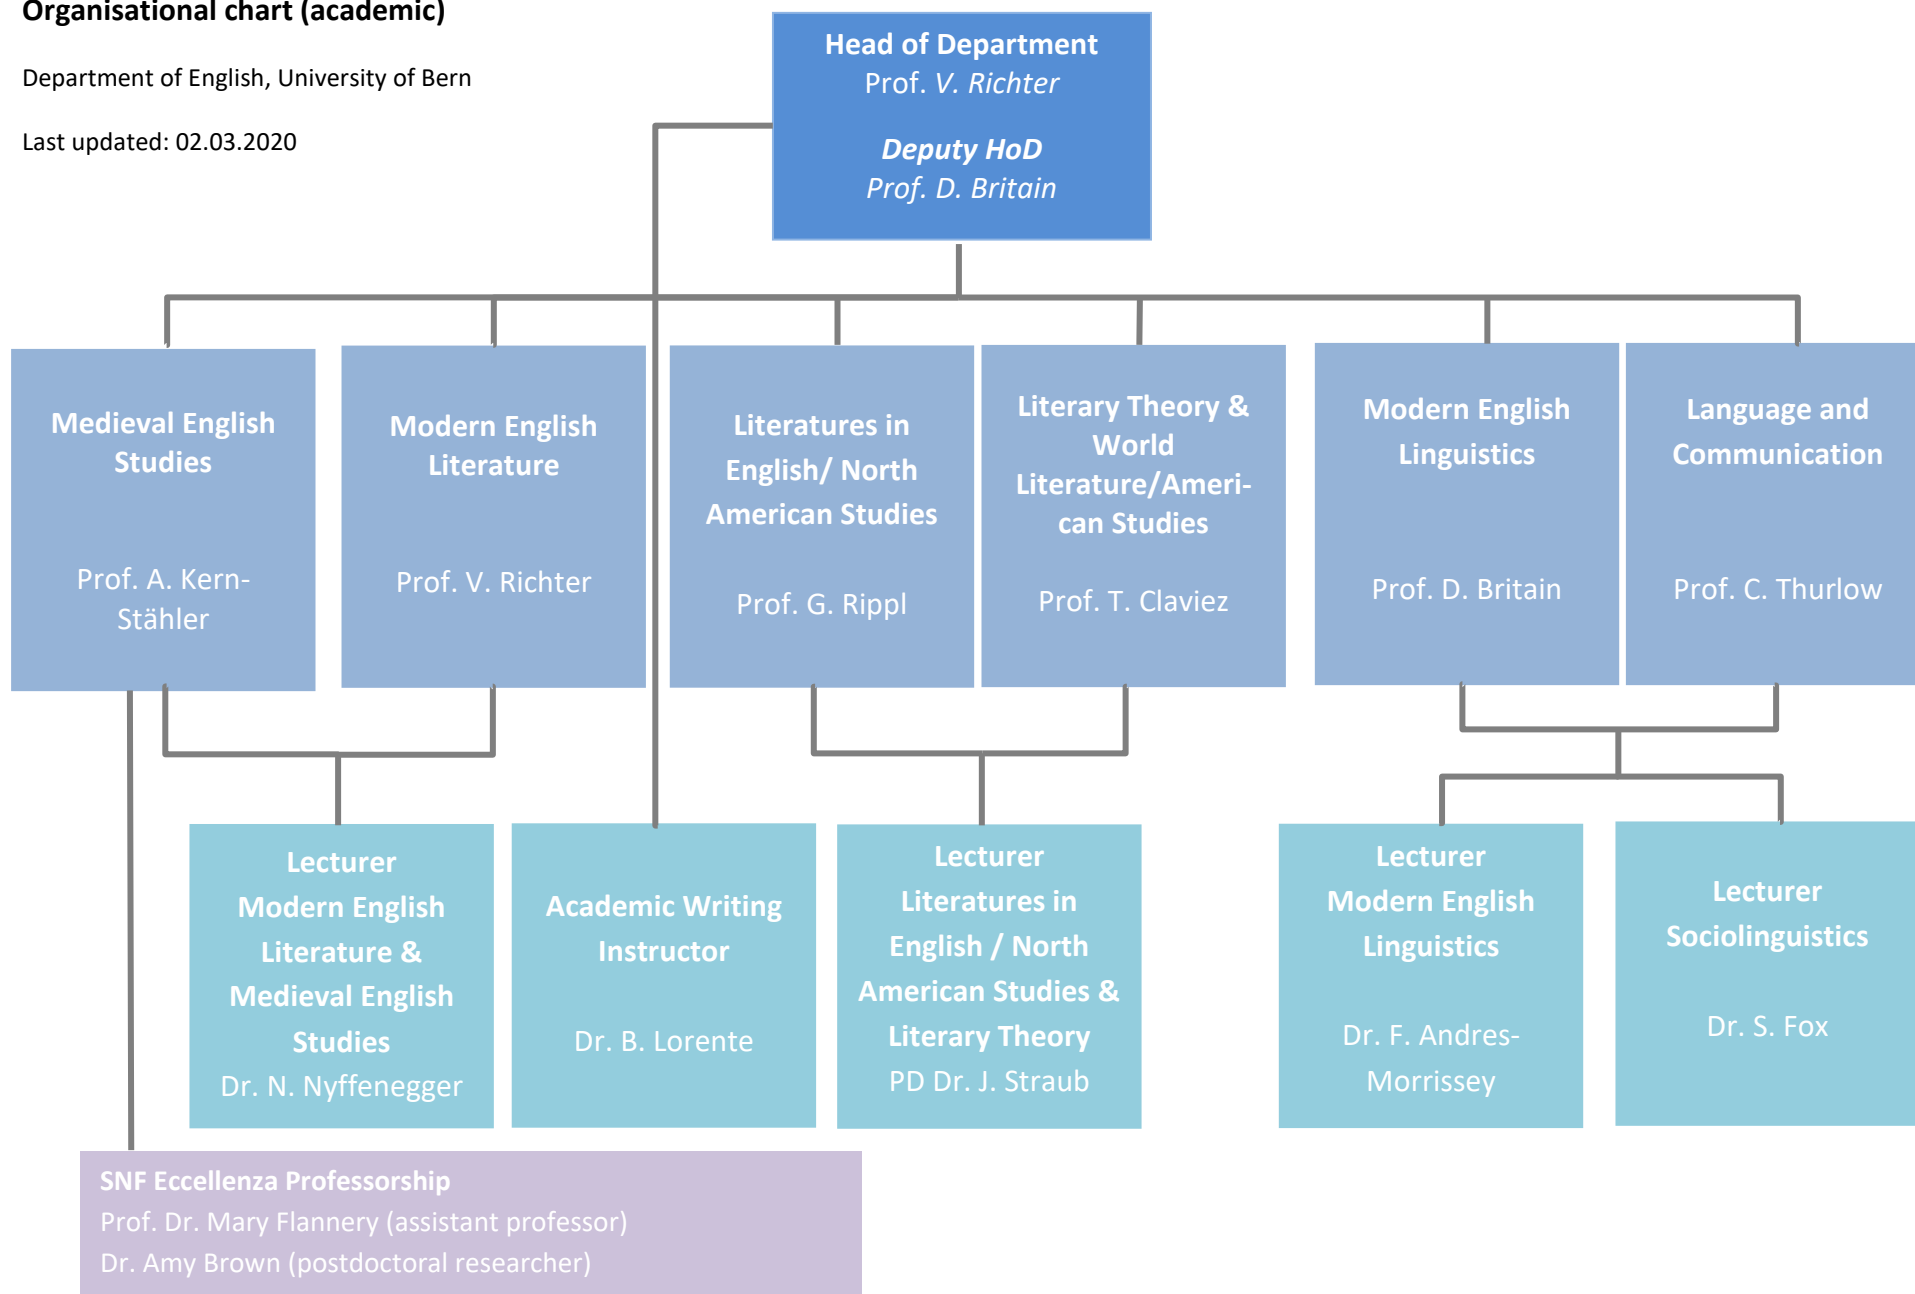 Organisational chart (academic)
Department of English, University of Bern
Last updated: 02.03.2020
Head of Department
Prof. V. Richter
Deputy HoD
Prof. D. Britain
Medieval English
Studies
Prof. A. Kern-
Stähler
Modern English
Literature
Prof. V. Richter
Literatures in
English/ North
American Studies
Prof. G. Rippl
Literary Theory &
World
Literature/Ameri-
can Studies
Prof. T. Claviez
Modern English
Linguistics
Prof. D. Britain
Language and
Communication
Prof. C. Thurlow
Lecturer
Modern English
Literature &
Medieval English
Studies
Dr. N. Nyffenegger
Academic Writing
Instructor
Dr. B. Lorente
Lecturer
Literatures in
English / North
American Studies &
Literary Theory
PD Dr. J. Straub
Lecturer
Modern English
Linguistics
Dr. F. Andres-
Morrissey
Lecturer
Sociolinguistics
Dr. S. Fox
SNF Eccellenza Professorship
Prof. Dr. Mary Flannery (assistant professor)
Dr. Amy Brown (postdoctoral researcher)